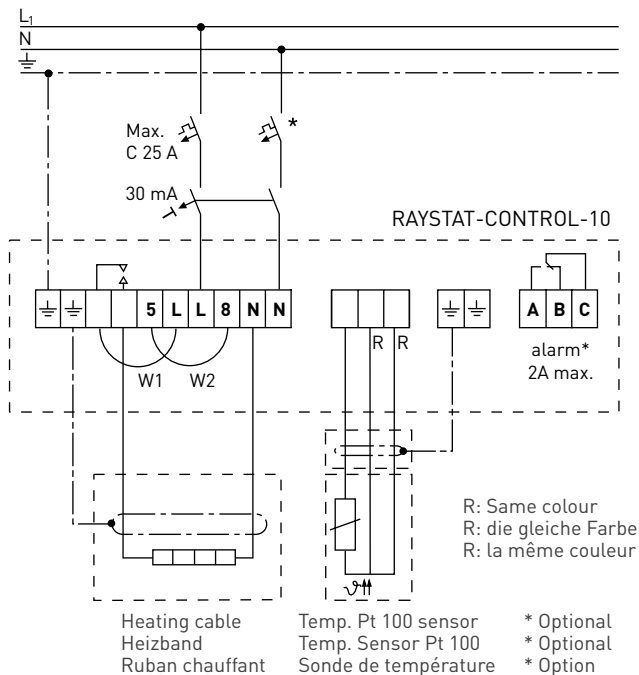 L1
N
Max.
C 25 A
*
30 mA
RAYSTAT-CONTROL-10
5 L L 8 N N
A B C
R R
alarm*
2A max.
W1 W2
R: Same colour
R: die gleiche Farbe
R: la même couleur
ϑ
Heating cable Temp. Pt 100 sensor * Optional
Heizband Temp. Sensor Pt 100 * Optional
Ruban chauffant Sonde de température * Option